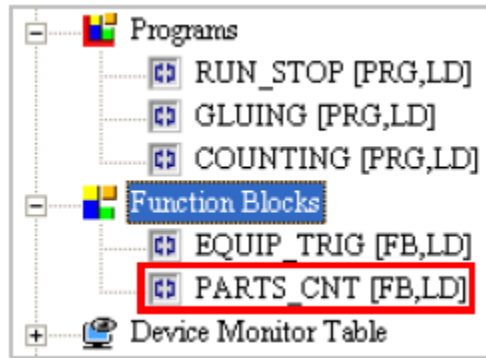 Programs
RUN_STOP [PRG,LD]
GLUING [PRG,LD]
COUNTING [PRG,LD]
Function Blocks
EQUIP_TRIG [FB,LD]
PARTS_CNT [FB,LD]
Device Monitor Table